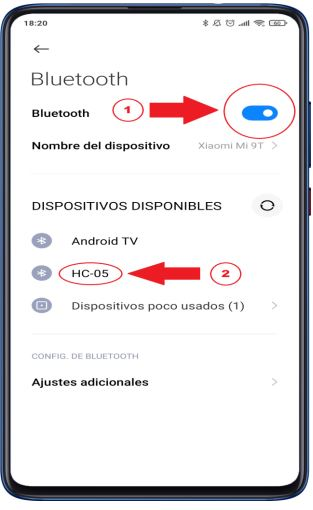 18:20
60
Bluetooth
Bluetooth
1
Nombre del dispositivo Xiaomi Mi 9T
DISPOSITIVOS DISPONIBLES
Android TV
HC-05
2
Dispositivos poco usados (1)
CONFIG. DE BLUETOOTH
Ajustes adicionales